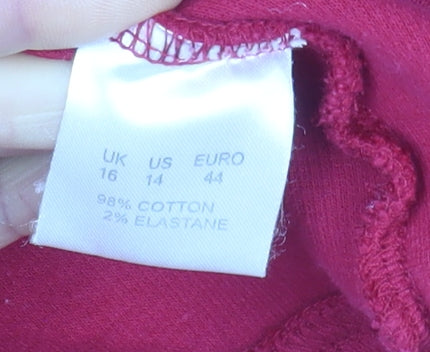 UK US EURO
16 14 44
98% COTTON
2% ELASTANE